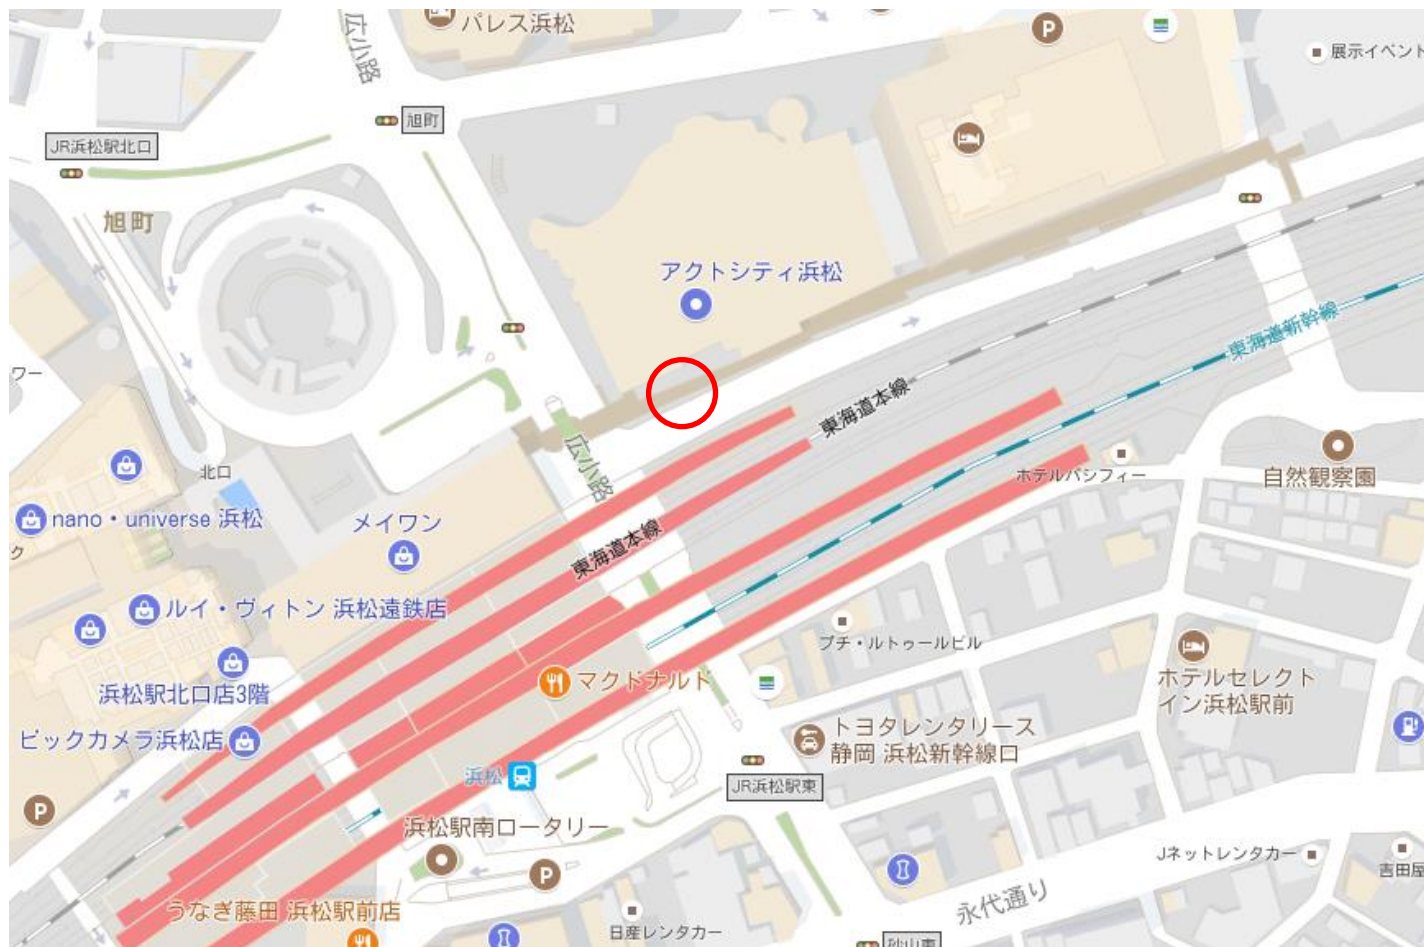 パレス浜松
広小路
展示イベント
旭町
JR浜松駅北口
旭町
アクトシティ浜松
東海道新幹線
ワー
東海道本線
広小路
北口
ホテルパシフィー
自然観察園
nano・universe 浜松
メイワン
ク
東海道本線
ルイ・ヴィトン 浜松遠鉄店
プチ・ルトゥールビル
浜松駅北口店3階
マクドナルド
ホテルセレクト
イン浜松駅前
ビックカメラ浜松店
トヨタレンタリース
静岡 浜松新幹線口
浜松
JR浜松駅東
P
P
P
浜松駅南ロータリー
Jネットレンタカー
吉田屋
うなぎ藤田 浜松駅前店
永代通り
日産レンタカー
砂山東